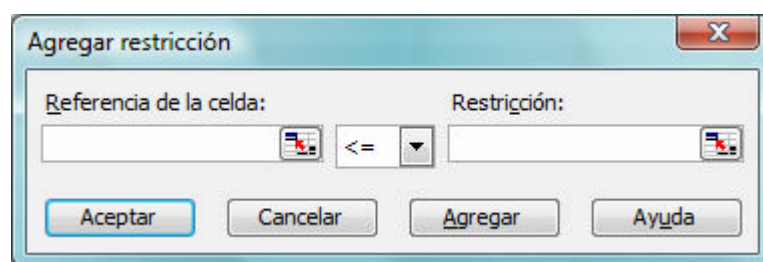 Agregar restricción
Referencia de la celda: Restricción:
<=
Aceptar Cancelar Agregar Ayuda